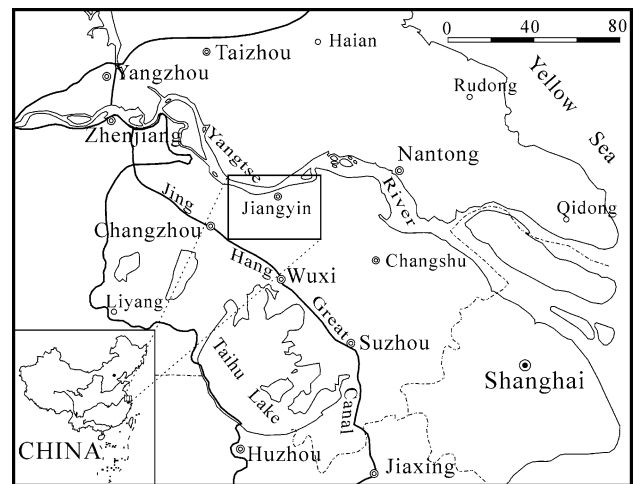 0 40 80
Haian
Taizhou
Yangzhou
Yellow
Sea
Rudong
Zhenjiang
Yangtse
River
Nantong
Jing
Jiangyin
Qidong
Changzhou
Hang
Changshu
Wuxi
Liyang
Great
Suzhou
Taihu
Lake
Shanghai
Canal
CHINA
Huzhou
Jiaxing